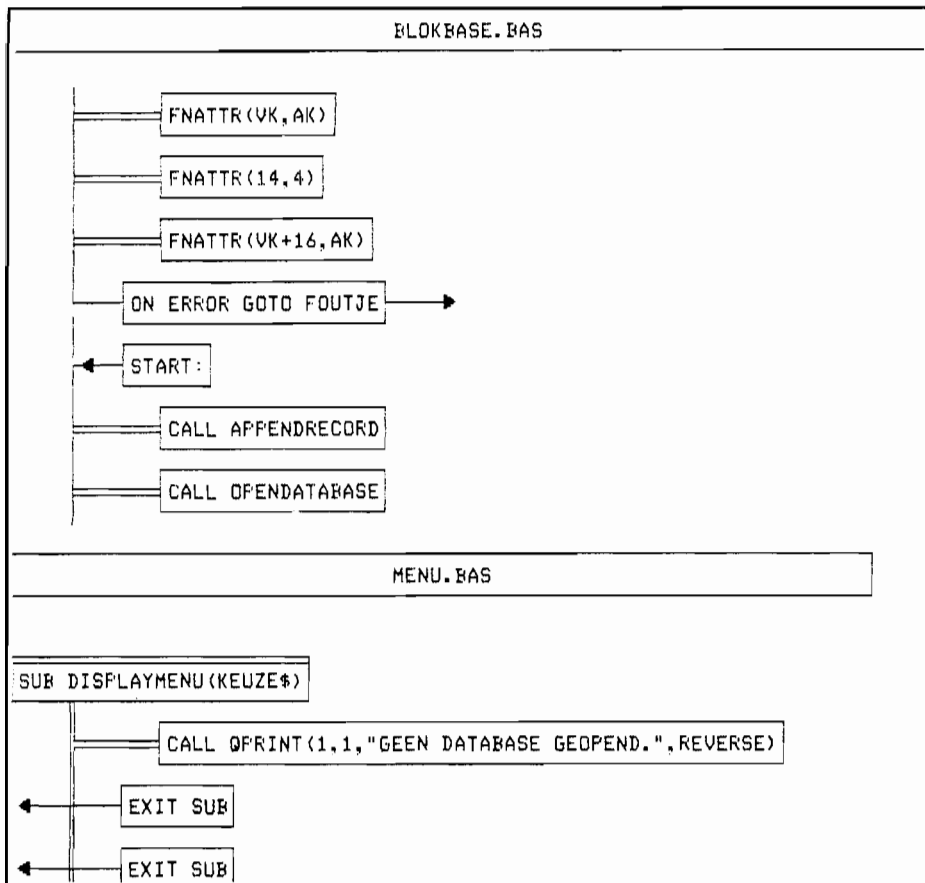 BLOKBASE.BAS
FNATTR(VK,AK)
FNATTR(14,4)
FNATTR(VK+16,AK)
ON ERROR GOTO FOUTJE
START:
CALL APPENDRECORD
CALL OPENDATABASE
MENU.BAS
SUB DISPLAYMENU(KEUZE$)
CALL QPRINT(1,1,"GEEN DATABASE GEOPEND.",REVERSE)
EXIT SUB
EXIT SUB